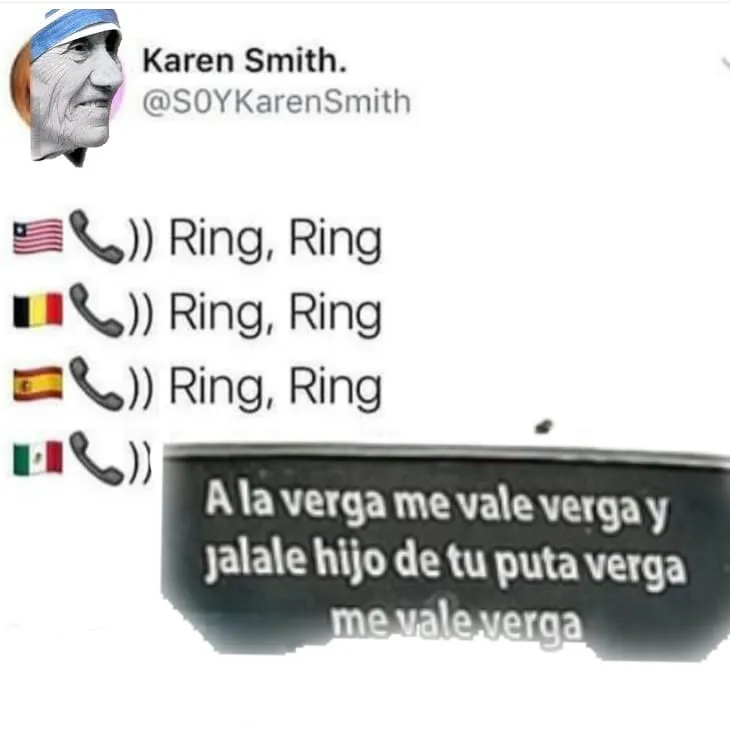 Karen Smith.
@S0YKarenSmith
🇱🇷📞)) Ring, Ring
🇧🇪📞)) Ring, Ring
🇪🇸📞)) Ring, Ring
🇲🇽📞))
A la verga me vale verga y
jalale hijo de tu puta verga
me vale verga